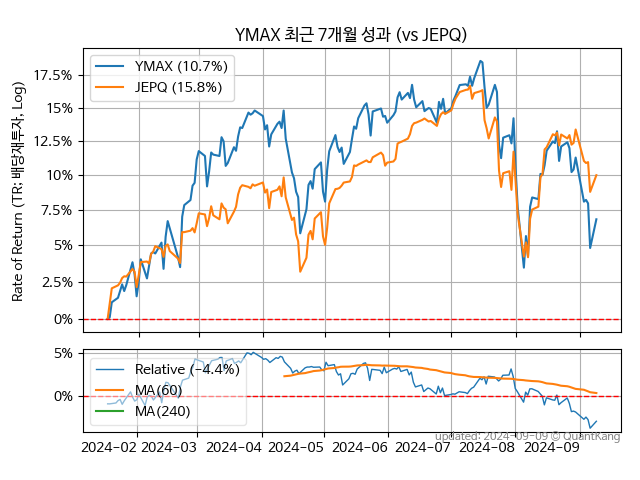 YMAX 최근 7개월 성과 (vs JEPQ)
Rate of Return (TR: 배당재투자, Log)
17.5%
15%
12.5%
10%
7.5%
5%
2.5%
0%
YMAX (10.7%)
JEPQ (15.8%)
5%
0%
Relative (−4.4%)
MA(60)
MA(240)
2024-02 2024-03 2024-04 2024-05 2024-06 2024-07 2024-08 2024-09
updated: 2024-09-09 © QuantKang